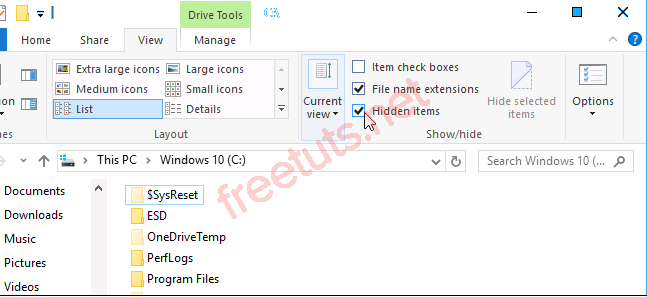 Drive Tools
Home Share View Manage
Extra large icons Large icons
Medium icons Small icons
List Details
Layout
Current view
Item check boxes
File name extensions
Hidden items
Show/hide
Hide selected items
Options
This PC > Windows 10 (C:)
Search Windows 10 (...
Documents
Downloads
Music
Pictures
Videos
$SysReset
ESD
OneDriveTemp
PerfLogs
Program Files
freetuts.net